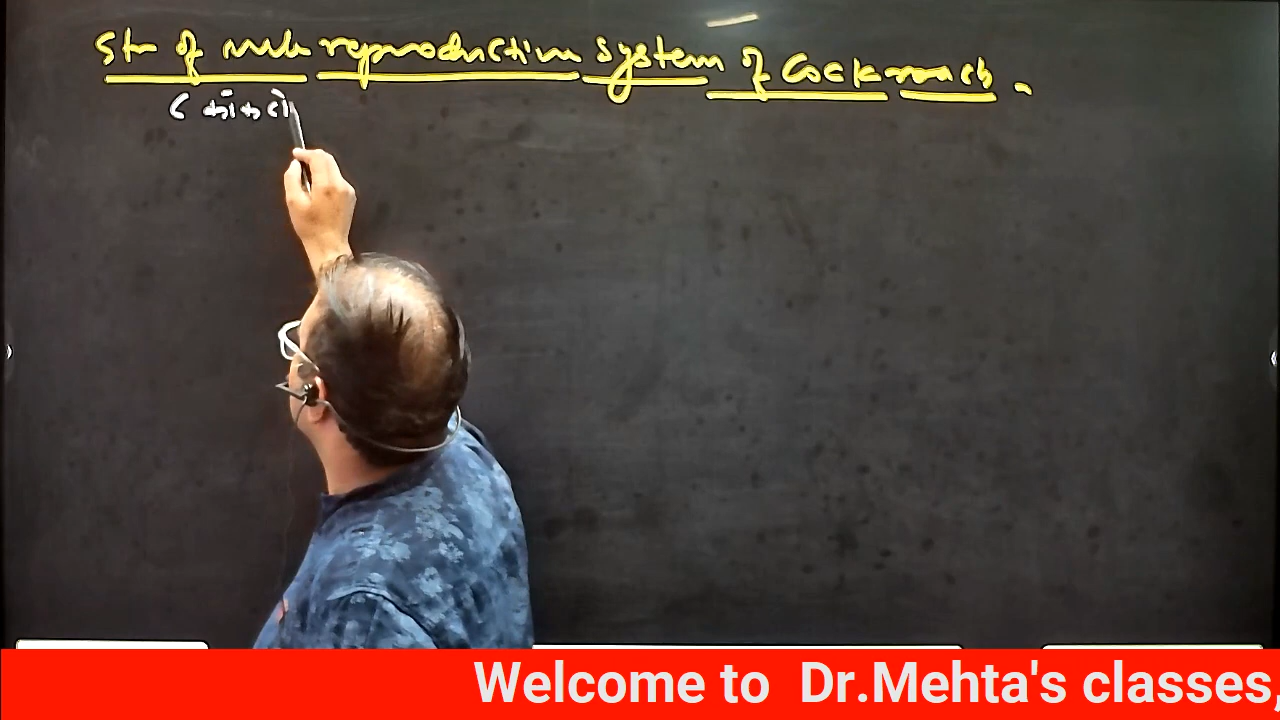 Str of male reproductive system of Cockroach.
Welcome to Dr.Mehta's classes,